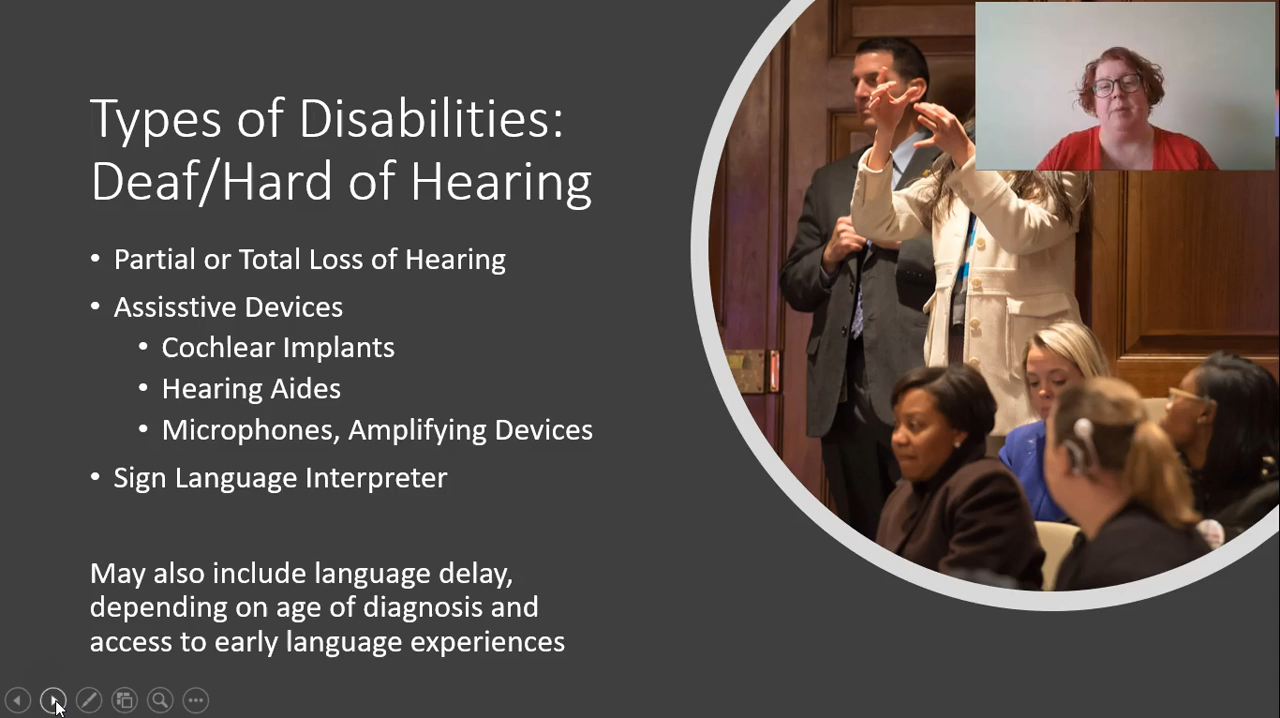 Types of Disabilities:
Deaf/Hard of Hearing
• Partial or Total Loss of Hearing
• Assisstive Devices
• Cochlear Implants
• Hearing Aides
• Microphones, Amplifying Devices
• Sign Language Interpreter
May also include language delay,
depending on age of diagnosis and
access to early language experiences